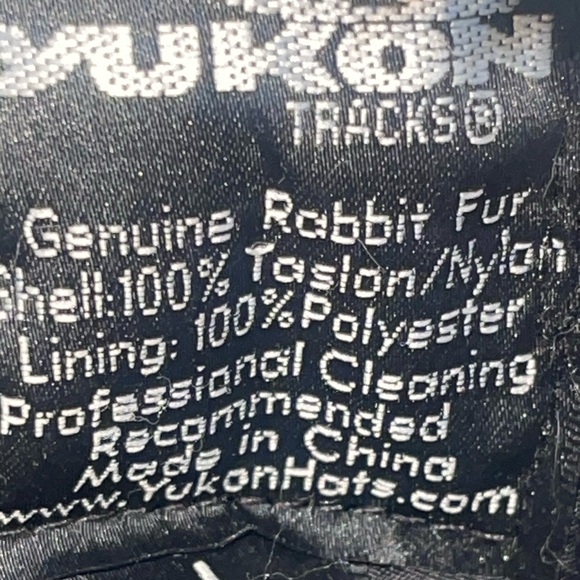 YUKON
TRACKS®
Genuine Rabbit Fur
Shell:100% Taslon/Nylon
Lining: 100%Polyester
Professional Cleaning
Recommended
Made in China
www.YukonHats.com